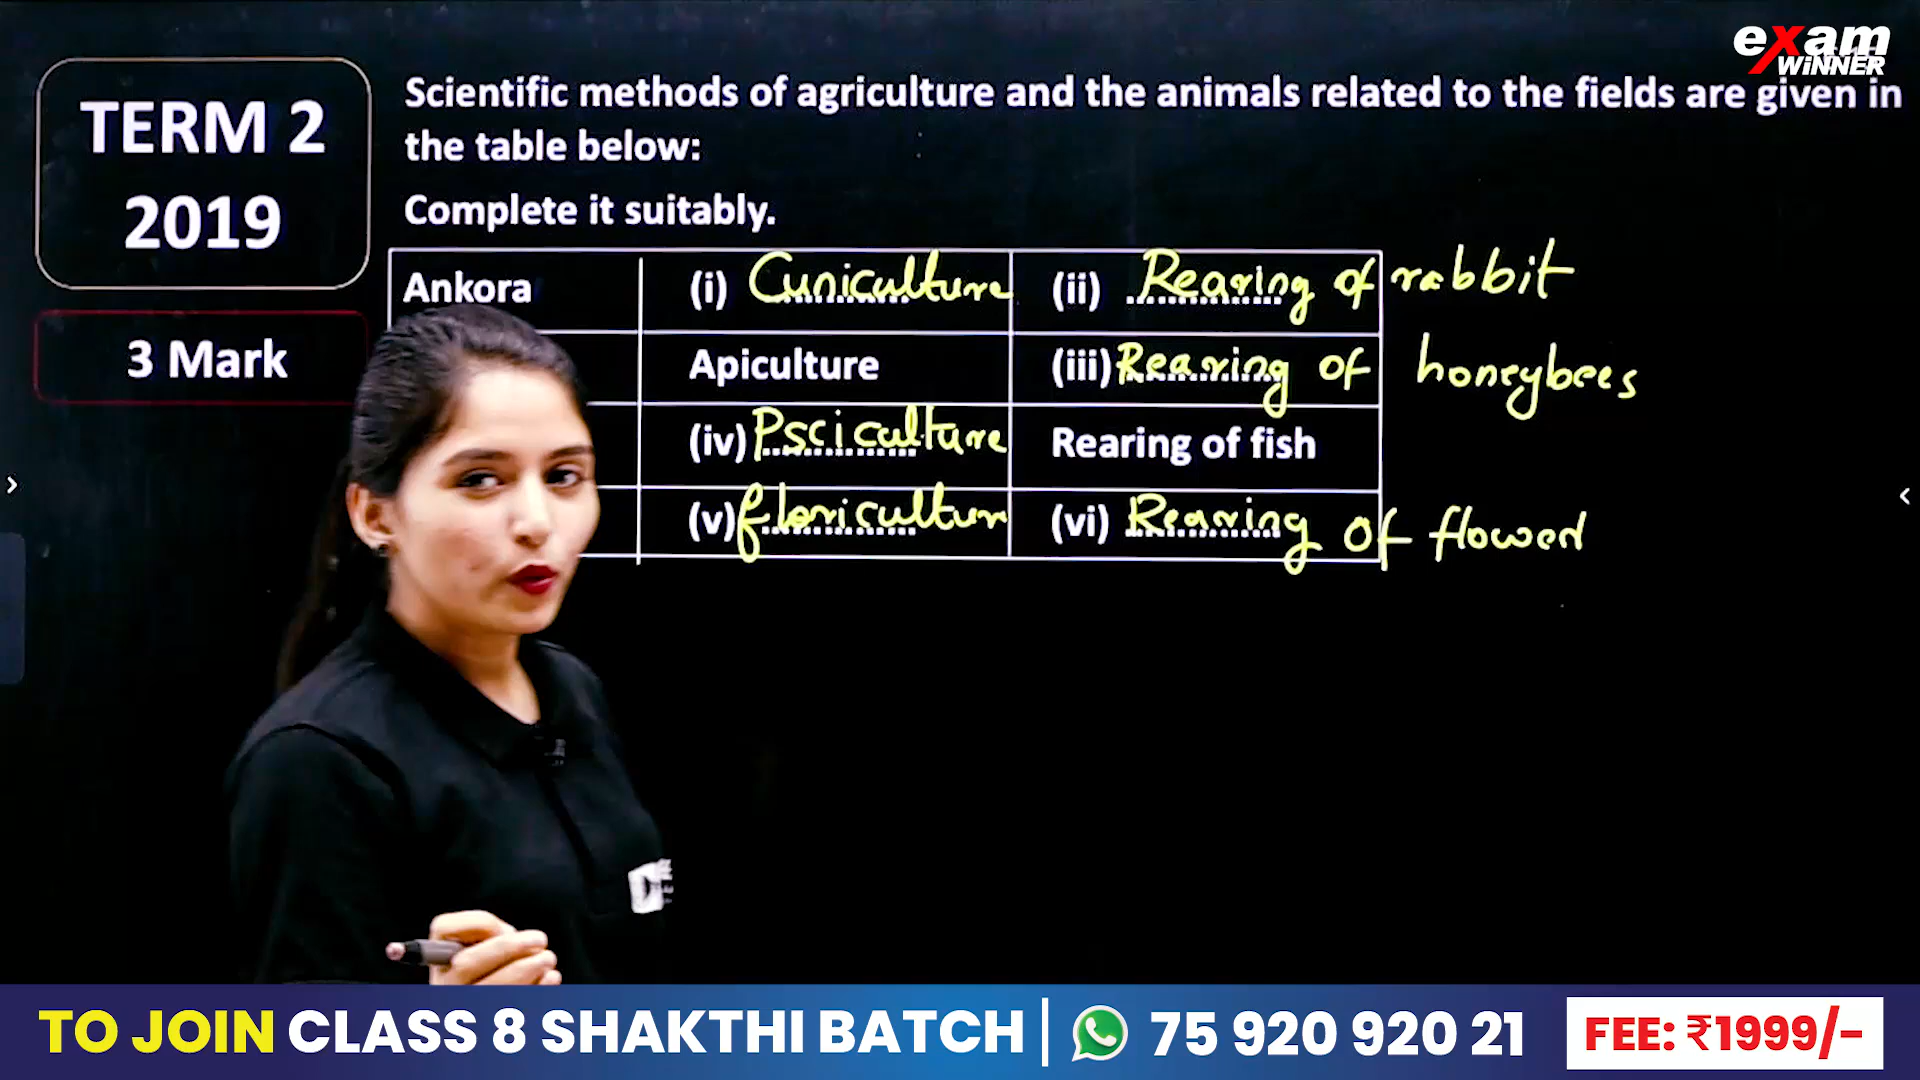 exam
WiNNER
TERM 2
2019
3 Mark
Scientific methods of agriculture and the animals related to the fields are given in
the table below:
Complete it suitably.
Ankora (i) Cuniculture (ii) Rearing of rabbit
Apiculture (iii) Rearing of honeybees
(iv) Psciculture Rearing of fish
(v) floriculture (vi) Rearing of flower
TO JOIN CLASS 8 SHAKTHI BATCH | 75 920 920 21 FEE: ₹1999/-